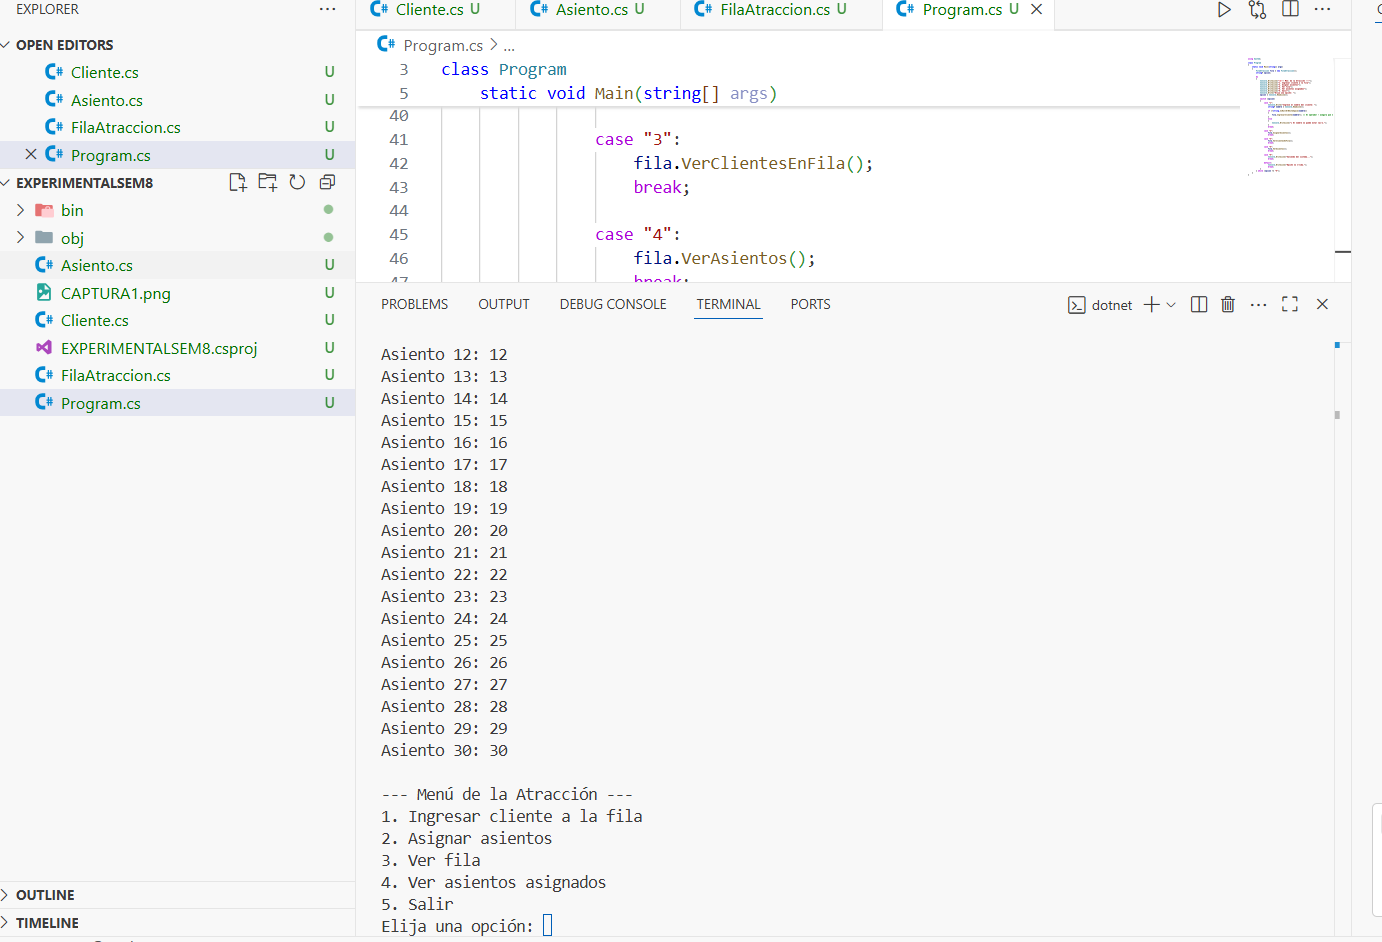 EXPLORER ...
OPEN EDITORS
Cliente.cs U
Asiento.cs U
FilaAtraccion.cs U
Program.cs U
EXPERIMENTALSEM8
bin
obj
Asiento.cs U
CAPTURA1.png U
Cliente.cs U
EXPERIMENTALSEM8.csproj U
FilaAtraccion.cs U
Program.cs U
OUTLINE
TIMELINE
Cliente.cs U Asiento.cs U FilaAtraccion.cs U Program.cs U
Program.cs > ...
3 class Program
5 static void Main(string[] args)
40
41 case "3":
42 fila.VerClientesEnFila();
43 break;
44
45 case "4":
46 fila.VerAsientos();
47 break;
PROBLEMS OUTPUT DEBUG CONSOLE TERMINAL PORTS dotnet
Asiento 12: 12
Asiento 13: 13
Asiento 14: 14
Asiento 15: 15
Asiento 16: 16
Asiento 17: 17
Asiento 18: 18
Asiento 19: 19
Asiento 20: 20
Asiento 21: 21
Asiento 22: 22
Asiento 23: 23
Asiento 24: 24
Asiento 25: 25
Asiento 26: 26
Asiento 27: 27
Asiento 28: 28
Asiento 29: 29
Asiento 30: 30
--- Menú de la Atracción ---
1. Ingresar cliente a la fila
2. Asignar asientos
3. Ver fila
4. Ver asientos asignados
5. Salir
Elija una opción: